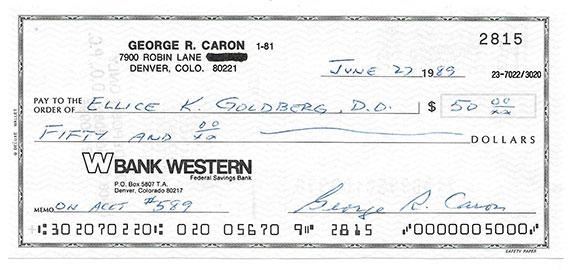 GEORGE R. CARON 1-81
7900 ROBIN LANE
DENVER, COLO. 80221
2815
JUNE 27 1989
23-7022/3020
PAY TO THE ORDER OF ELLICE K. GOLDBERG, D.O. $ 50 00/xx
FIFTY AND 00/xx DOLLARS
W BANK WESTERN
Federal Savings Bank
P.O. Box 5807 T.A.
Denver, Colorado 80217
MEMO ON ACCT #589 George R. Caron
⑆302070220⑆ 020 05670 9⑈ 2815 ⑈0000005000⑈
SAFETY PAPER